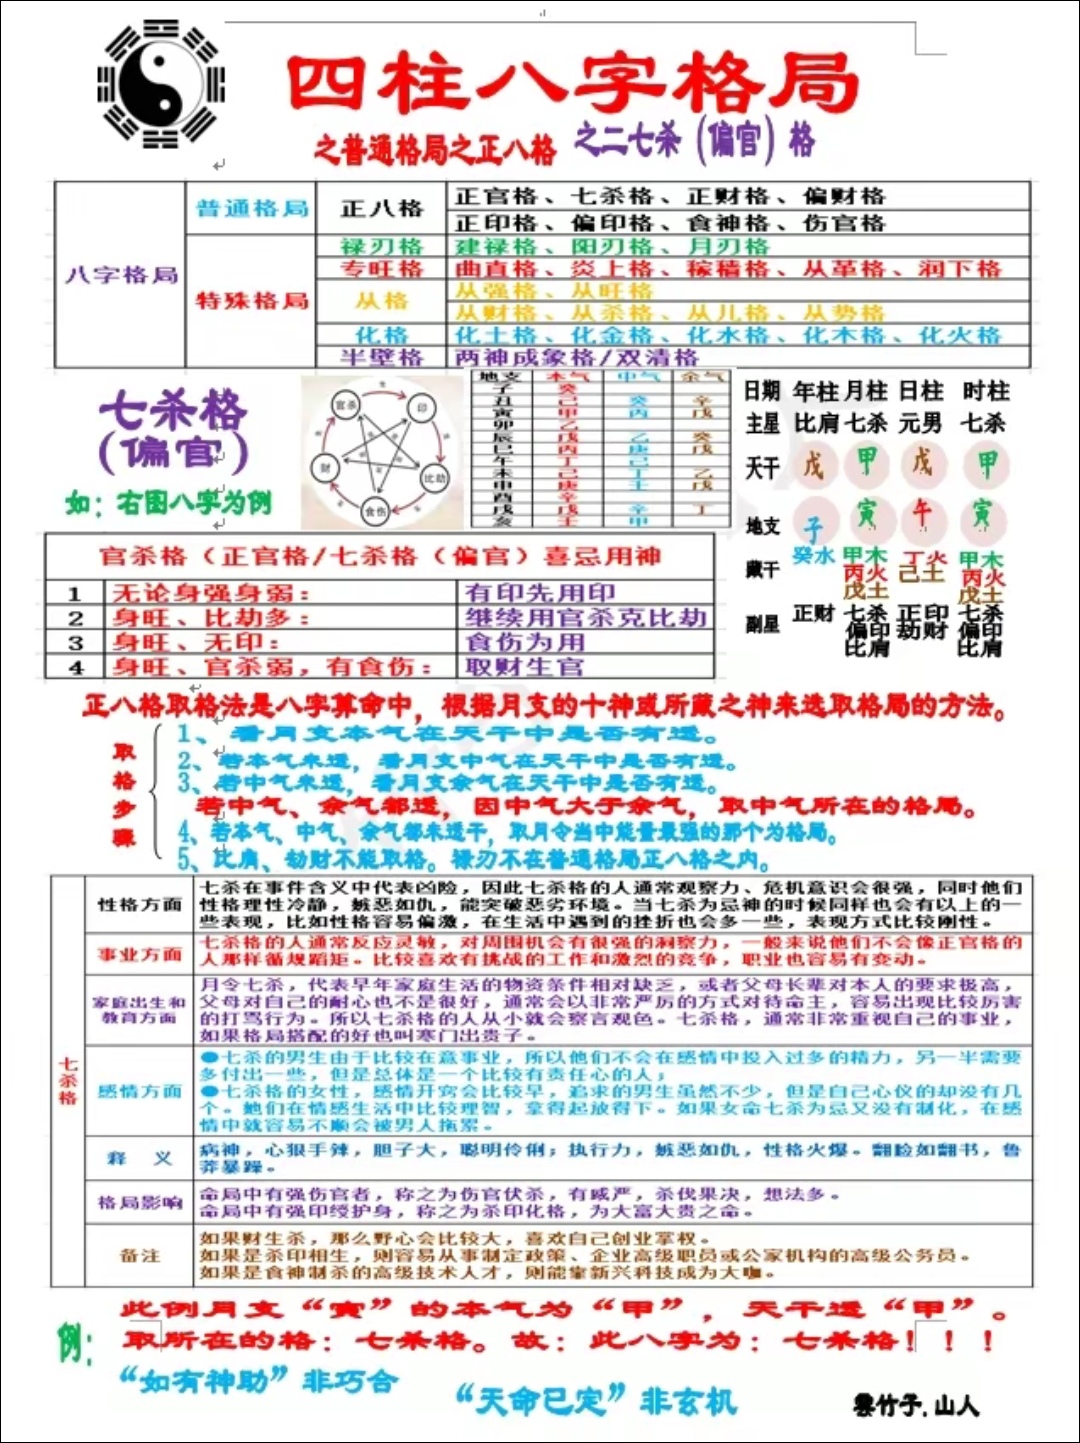 四柱八字格局
之普通格局之正八格 之二七杀（偏官）格
八字格局
普通格局 正八格 正官格、七杀格、正财格、偏财格
正印格、偏印格、食神格、伤官格
特殊格局
禄刃格 建禄格、阳刃格、月刃格
专旺格 曲直格、炎上格、稼穑格、从革格、润下格
从格 从强格、从旺格
从财格、从杀格、从儿格、从势格
化格 化土格、化金格、化水格、化木格、化火格
半壁格 两神成象格/双清格
七杀格
（偏官）
如：右图八字为例
官杀
印
比劫
食伤
财
地支 本气 中气 余气
子 癸
丑 己 癸 辛
寅 甲 丙 戊
卯 乙
辰 戊 乙 癸
巳 丙 庚 戊
午 丁 己
未 己 丁 乙
申 庚 壬 戊
酉 辛
戌 戊 辛 丁
亥 壬 甲
日期 年柱 月柱 日柱 时柱
主星 比肩 七杀 元男 七杀
天干 戊 甲 戊 甲
地支 子 寅 午 寅
藏干 癸水 甲木 丁火 甲木
丙火 己土 丙火
戊土 戊土
副星 正财 七杀 正印 七杀
偏印 劫财 偏印
比肩 比肩
官杀格（正官格/七杀格（偏官）喜忌用神
1 无论身强身弱： 有印先用印
2 身旺、比劫多： 继续用官杀克比劫
3 身旺、无印： 食伤为用
4 身旺、官杀弱，有食伤： 取财生官
正八格取格法是八字算命中，根据月支的十神或所藏之神来选取格局的方法。
取格步骤
1、看月支本气在天干中是否有透。
2、若本气未透，看月支中气在天干中是否有透。
3、若中气未透，看月支余气在天干中是否有透。
若中气、余气都透，因中气大于余气，取中气所在的格局。
4、若本气、中气、余气都未透干，取月令当中能量最强的那个为格局。
5、比肩、劫财不能取格。禄刃不在普通格局正八格之内。
七杀格
性格方面
七杀在事件含义中代表凶险，因此七杀格的人通常观察力、危机意识会很强，同时他们
性格理性冷静，嫉恶如仇，能突破恶劣环境。当七杀为忌神的时候同样也会有以上的一
些表现，比如性格容易偏激，在生活中遇到的挫折也会多一些，表现方式比较刚性。
事业方面
七杀格的人通常反应灵敏，对周围机会有很强的洞察力，一般来说他们不会像正官格的
人那样循规蹈矩。比较喜欢有挑战的工作和激烈的竞争，职业也容易有变动。
家庭出生和
教育方面
月令七杀，代表早年家庭生活的物资条件相对缺乏，或者父母长辈对本人的要求极高，
父母对自己的耐心也不是很好，通常会以非常严厉的方式对待命主，容易出现比较厉害
的打骂行为。所以七杀格的人从小就会察言观色。七杀格，通常非常重视自己的事业，
如果格局搭配的好也叫寒门出贵子。
感情方面
●七杀的男生由于比较在意事业，所以他们不会在感情中投入过多的精力，另一半需要
多付出一些，但是总体是一个比较有责任心的人；
●七杀格的女性，感情开窍会比较早，追求的男生虽然不少，但是自己心仪的却没有几
个。她们在情感生活中比较理智，拿得起放得下。如果女命七杀为忌又没有制化，在感
情中就容易不顺会被男人拖累。
释 义
病神，心狠手辣，胆子大，聪明伶俐；执行力，嫉恶如仇，性格火爆。翻脸如翻书，鲁
莽暴躁。
格局影响
命局中有强伤官者，称之为伤官伏杀，有威严，杀伐果决，想法多。
命局中有强印绶护身，称之为杀印化格，为大富大贵之命。
备注
如果财生杀，那么野心会比较大，喜欢自己创业掌权。
如果是杀印相生，则容易从事制定政策、企业高级职员或公家机构的高级公务员。
如果是食神制杀的高级技术人才，则能靠新兴科技成为大咖。
例：
此例月支“寅”的本气为“甲”，天干透“甲”。
取所在的格：七杀格。故：此八字为：七杀格！！！
“如有神助”非巧合
“天命已定”非玄机
雲竹子.山人